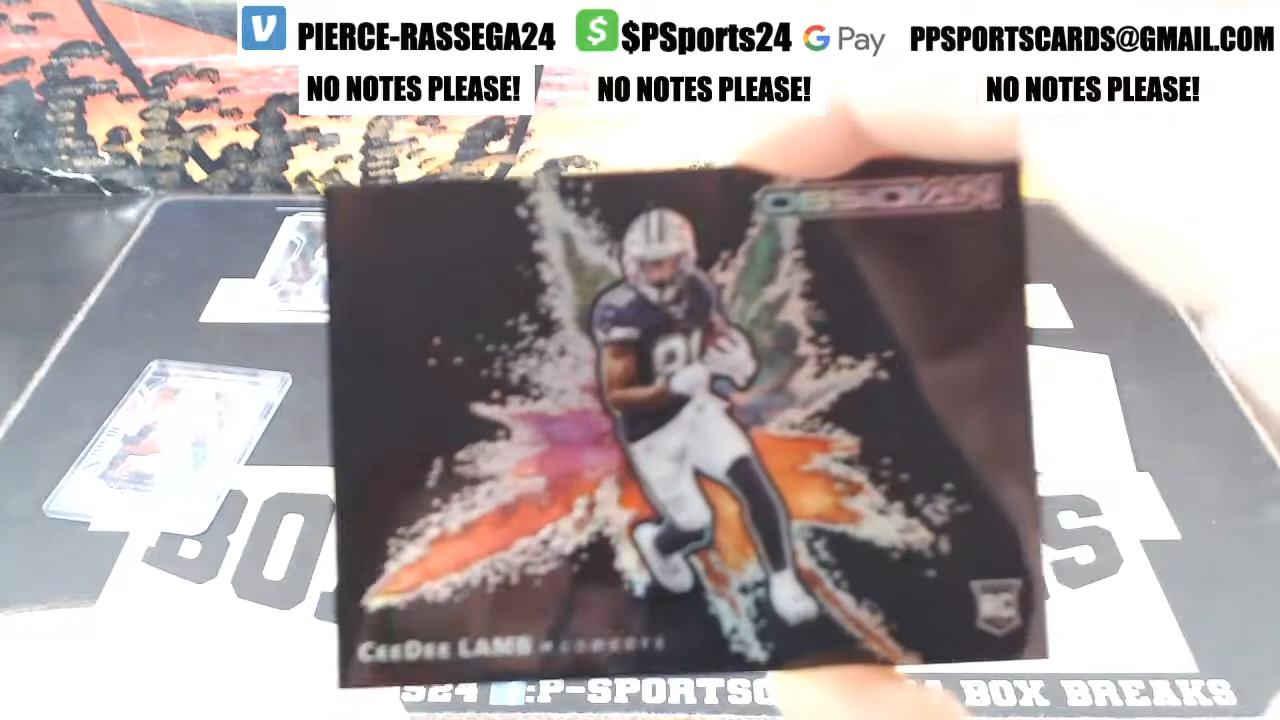 PIERCE-RASSEGA24 $PSports24 G Pay PPSPORTSCARDS@GMAIL.COM
NO NOTES PLEASE! NO NOTES PLEASE! NO NOTES PLEASE!
OBSIDIAN
RC
CEEDEE LAMB COWBOYS
BOX BREAKS